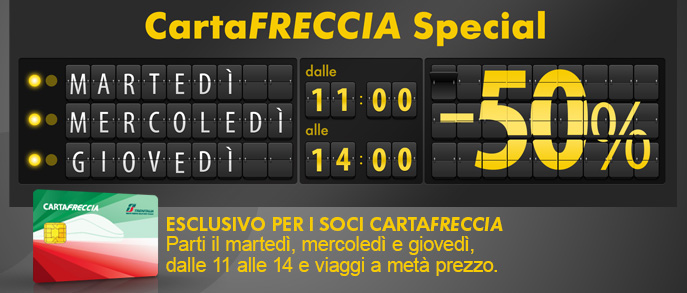 CartaFRECCIA Special
MARTEDÌ
MERCOLEDÌ
GIOVEDÌ
dalle
11:00
alle
14:00
-50%
CARTAFRECCIA
TRENITALIA
ESCLUSIVO PER I SOCI CARTAFRECCIA
Parti il martedì, mercoledì e giovedì,
dalle 11 alle 14 e viaggi a metà prezzo.